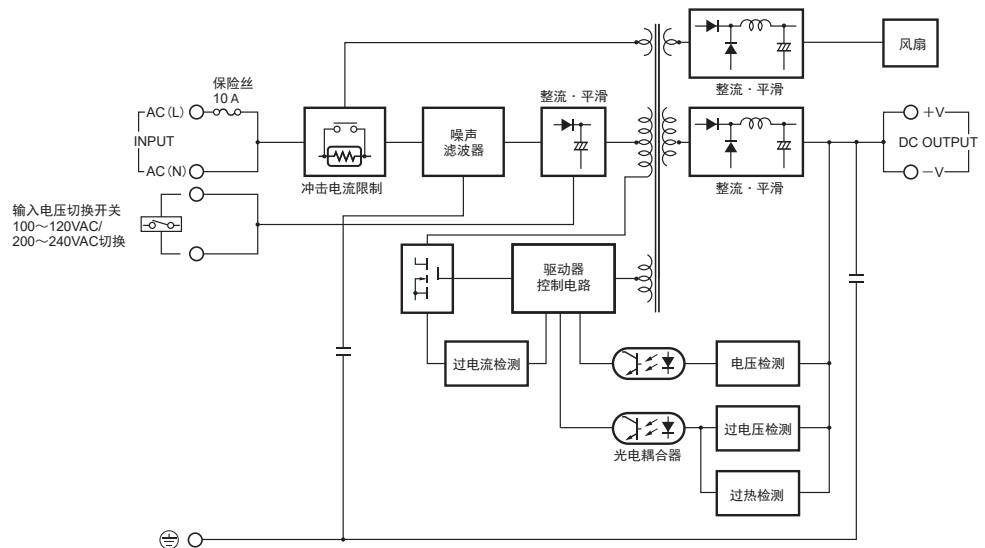 保险丝
10 A
AC(L)
INPUT
AC(N)
输入电压切换开关
100～120VAC/
200～240VAC切换
冲击电流限制
噪声
滤波器
整流·平滑
整流·平滑
风扇
整流·平滑
+V
DC OUTPUT
−V
驱动器
控制电路
过电流检测
电压检测
过电压检测
光电耦合器
过热检测